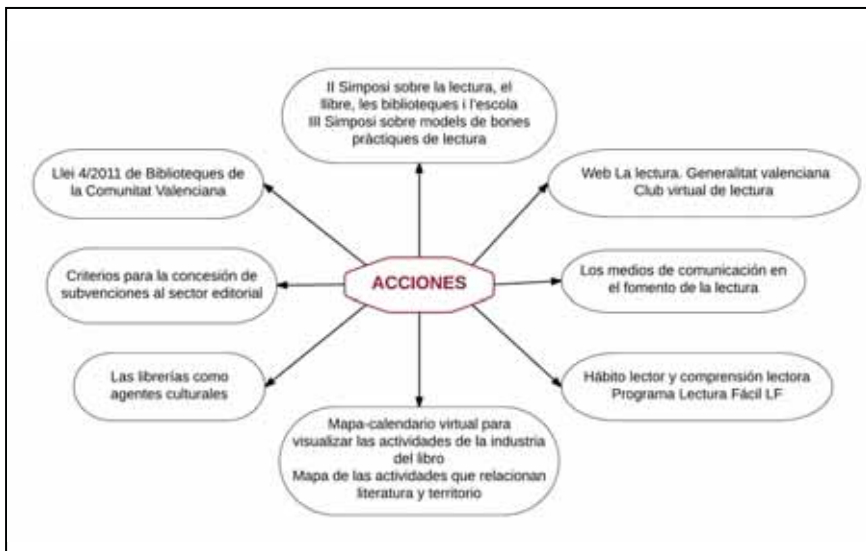 II Simposi sobre la lectura, el
llibre, les biblioteques i l'escola
III Simposi sobre models de bones
pràctiques de lectura
Llei 4/2011 de Biblioteques de
la Comunitat Valenciana
Web La lectura. Generalitat valenciana
Club virtual de lectura
Criterios para la concesión de
subvenciones al sector editorial
ACCIONES
Los medios de comunicación en
el fomento de la lectura
Las librerías como
agentes culturales
Hábito lector y comprensión lectora
Programa Lectura Fácil LF
Mapa-calendario virtual para
visualizar las actividades de la industria
del libro
Mapa de las actividades que relacionan
literatura y territorio